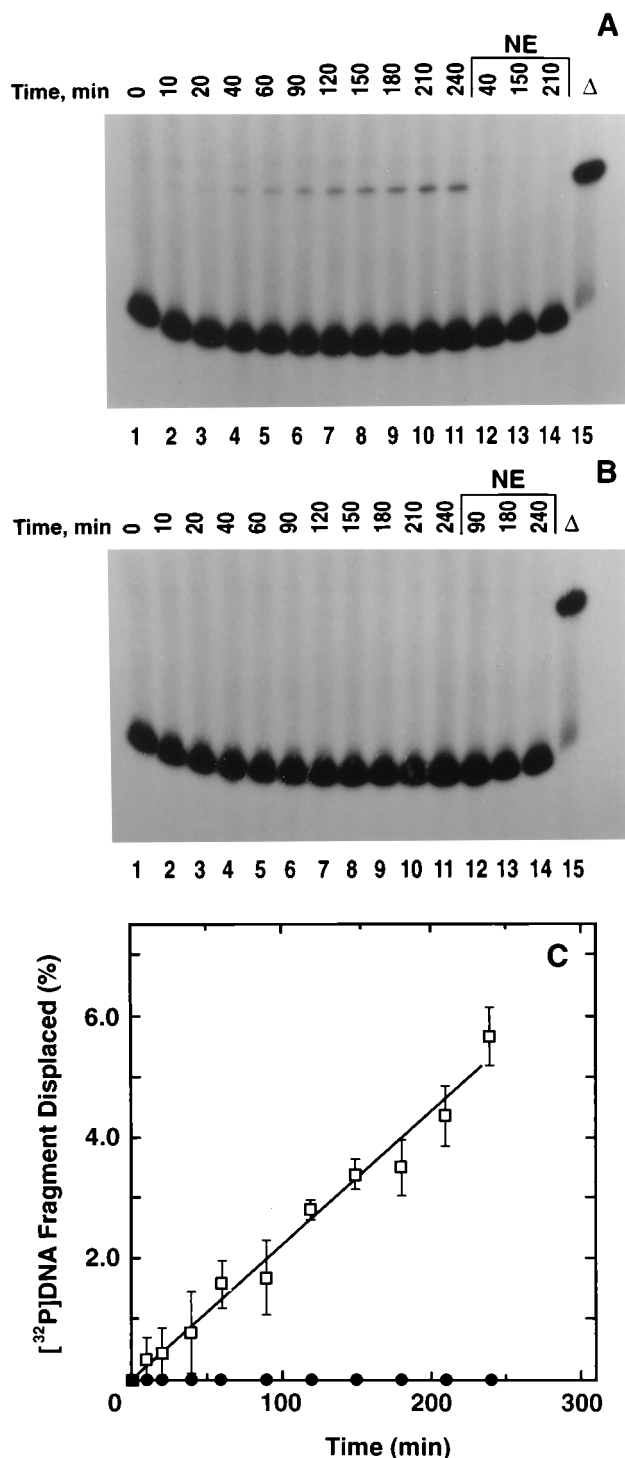 A
NE
Time, min 0 10 20 40 60 90 120 150 180 210 240 40 150 210 Δ
1 2 3 4 5 6 7 8 9 10 11 12 13 14 15
B
NE
Time, min 0 10 20 40 60 90 120 150 180 210 240 90 180 240 Δ
1 2 3 4 5 6 7 8 9 10 11 12 13 14 15
C
[³²P]DNA Fragment Displaced (%)
6.0
4.0
2.0
0 100 200 300
Time (min)